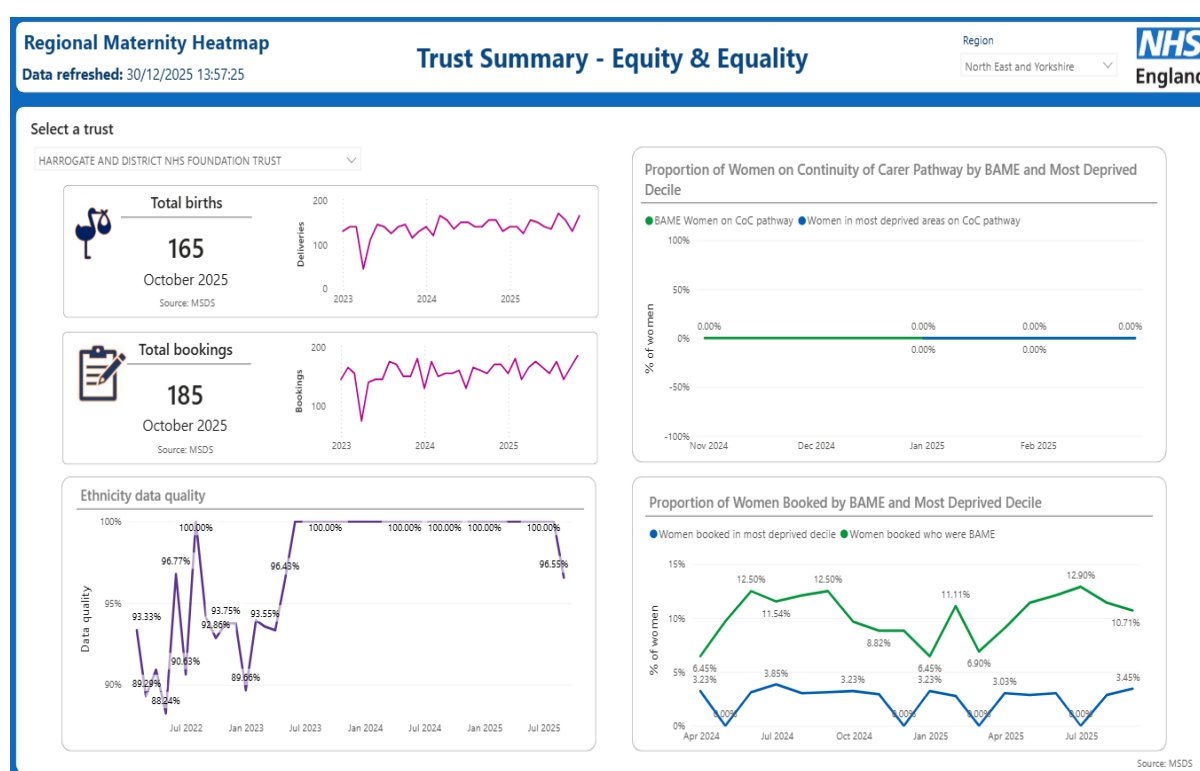 Regional Maternity Heatmap
Data refreshed: 30/12/2025 13:57:25
Trust Summary - Equity & Equality
Region
North East and Yorkshire
NHS
England
Select a trust
HARROGATE AND DISTRICT NHS FOUNDATION TRUST
Total births
165
October 2025
Source: MSDS
Deliveries
200
100
0
2023 2024 2025
Total bookings
185
October 2025
Source: MSDS
Bookings
200
100
2023 2024 2025
Ethnicity data quality
Data quality
100%
95%
90%
93.33%
89.29%
88.24%
96.77%
90.63%
100.00%
92.86%
93.75%
89.66%
93.55%
96.43%
100.00%
100.00%
100.00%
100.00%
100.00%
96.55%
Jul 2022 Jan 2023 Jul 2023 Jan 2024 Jul 2024 Jan 2025 Jul 2025
Proportion of Women on Continuity of Carer Pathway by BAME and Most Deprived
Decile
BAME Women on CoC pathway Women in most deprived areas on CoC pathway
% of women
100%
50%
0%
-50%
-100%
0.00% 0.00% 0.00% 0.00%
0.00% 0.00%
Nov 2024 Dec 2024 Jan 2025 Feb 2025
Proportion of Women Booked by BAME and Most Deprived Decile
Women booked in most deprived decile Women booked who were BAME
% of women
15%
10%
5%
0%
6.45%
12.50%
11.54%
12.50%
8.82%
6.45%
11.11%
6.90%
12.90%
10.71%
3.23%
0.00%
3.85%
3.23%
0.00%
3.23%
0.00%
3.03%
0.00%
3.45%
Apr 2024 Jul 2024 Oct 2024 Jan 2025 Apr 2025 Jul 2025
Source: MSDS